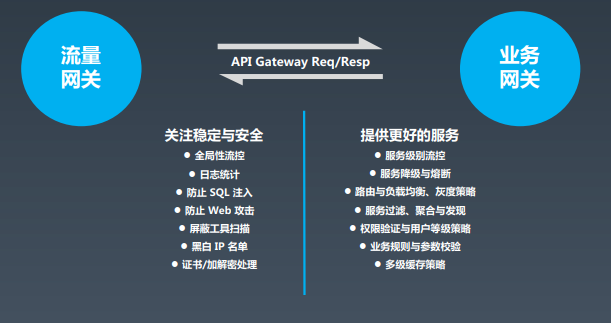 流量
网关
API Gateway Req/Resp
业务
网关
关注稳定与安全
● 全局性流控
● 日志统计
● 防止 SQL 注入
● 防止 Web 攻击
● 屏蔽工具扫描
● 黑白 IP 名单
● 证书/加解密处理
提供更好的服务
● 服务级别流控
● 服务降级与熔断
● 路由与负载均衡、灰度策略
● 服务过滤、聚合与发现
● 权限验证与用户等级策略
● 业务规则与参数校验
● 多级缓存策略